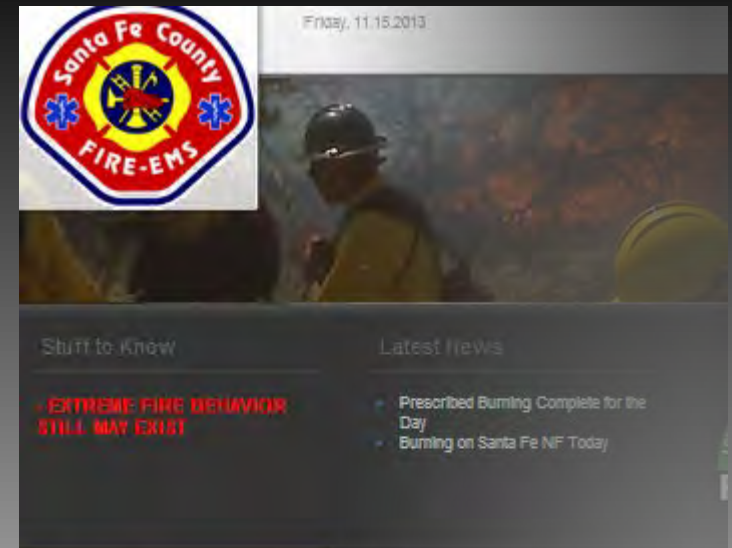 Friday, 11.15.2013
Santa Fe County
FIRE-EMS
Stuff to Know
- EXTREME FIRE BEHAVIOR
STILL MAY EXIST
Latest News
Prescribed Burning Complete for the
Day
Burning on Santa Fe NF Today